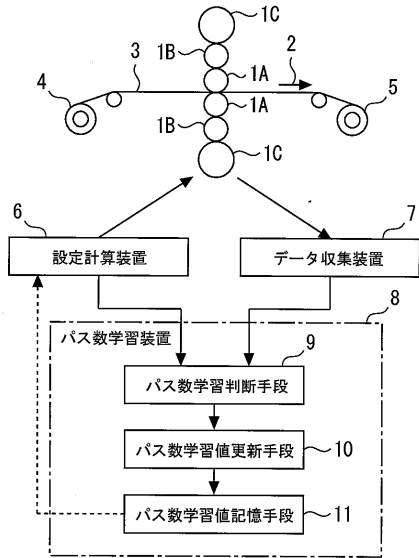 1C
1B
3
1A
2
4
5
1A
1B
1C
6
7
設定計算装置
データ収集装置
8
パス数学習装置
9
パス数学習判断手段
パス数学習値更新手段
10
パス数学習値記憶手段
11